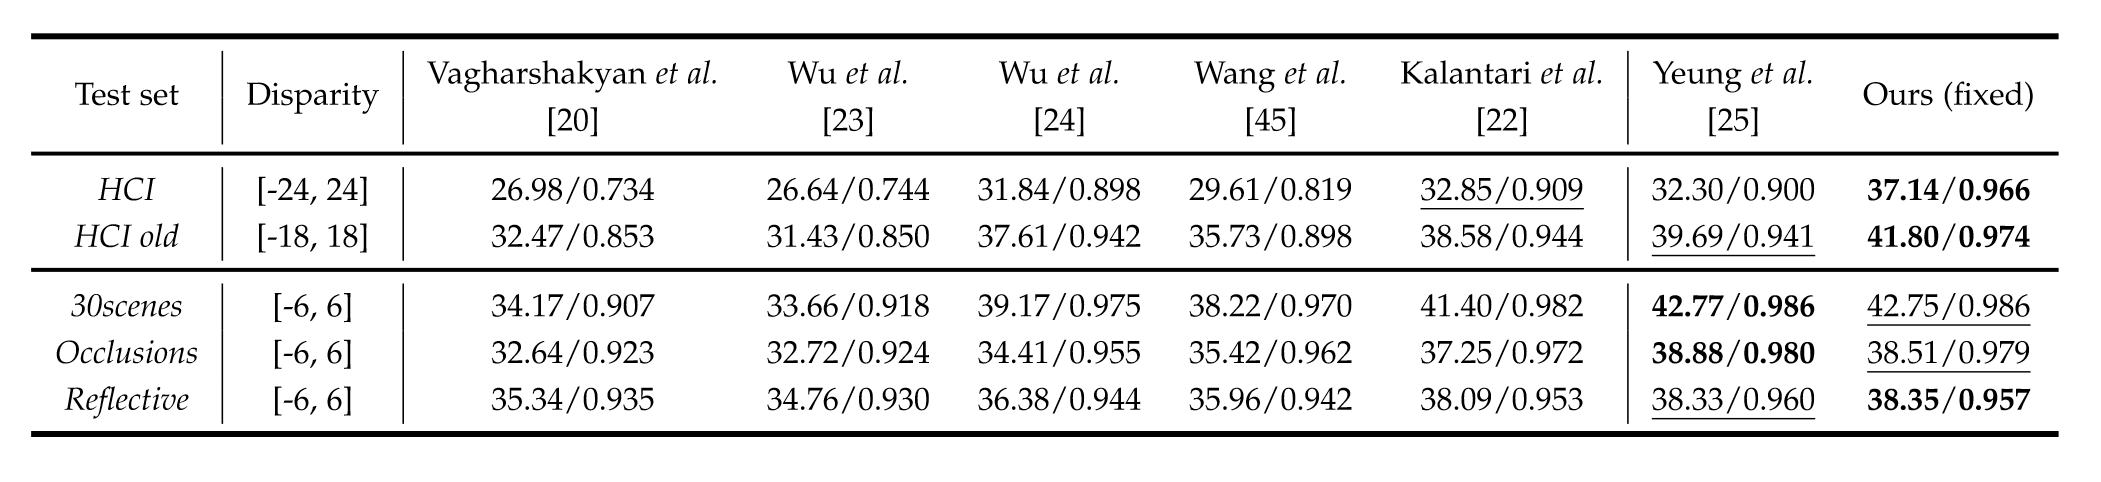 Test set Disparity Vagharshakyan et al. [20] Wu et al. [23] Wu et al. [24] Wang et al. [45] Kalantari et al. [22] Yeung et al. [25] Ours (fixed)
HCI [-24, 24] 26.98/0.734 26.64/0.744 31.84/0.898 29.61/0.819 32.85/0.909 32.30/0.900 37.14/0.966
HCI old [-18, 18] 32.47/0.853 31.43/0.850 37.61/0.942 35.73/0.898 38.58/0.944 39.69/0.941 41.80/0.974
30scenes [-6, 6] 34.17/0.907 33.66/0.918 39.17/0.975 38.22/0.970 41.40/0.982 42.77/0.986 42.75/0.986
Occlusions [-6, 6] 32.64/0.923 32.72/0.924 34.41/0.955 35.42/0.962 37.25/0.972 38.88/0.980 38.51/0.979
Reflective [-6, 6] 35.34/0.935 34.76/0.930 36.38/0.944 35.96/0.942 38.09/0.953 38.33/0.960 38.35/0.957